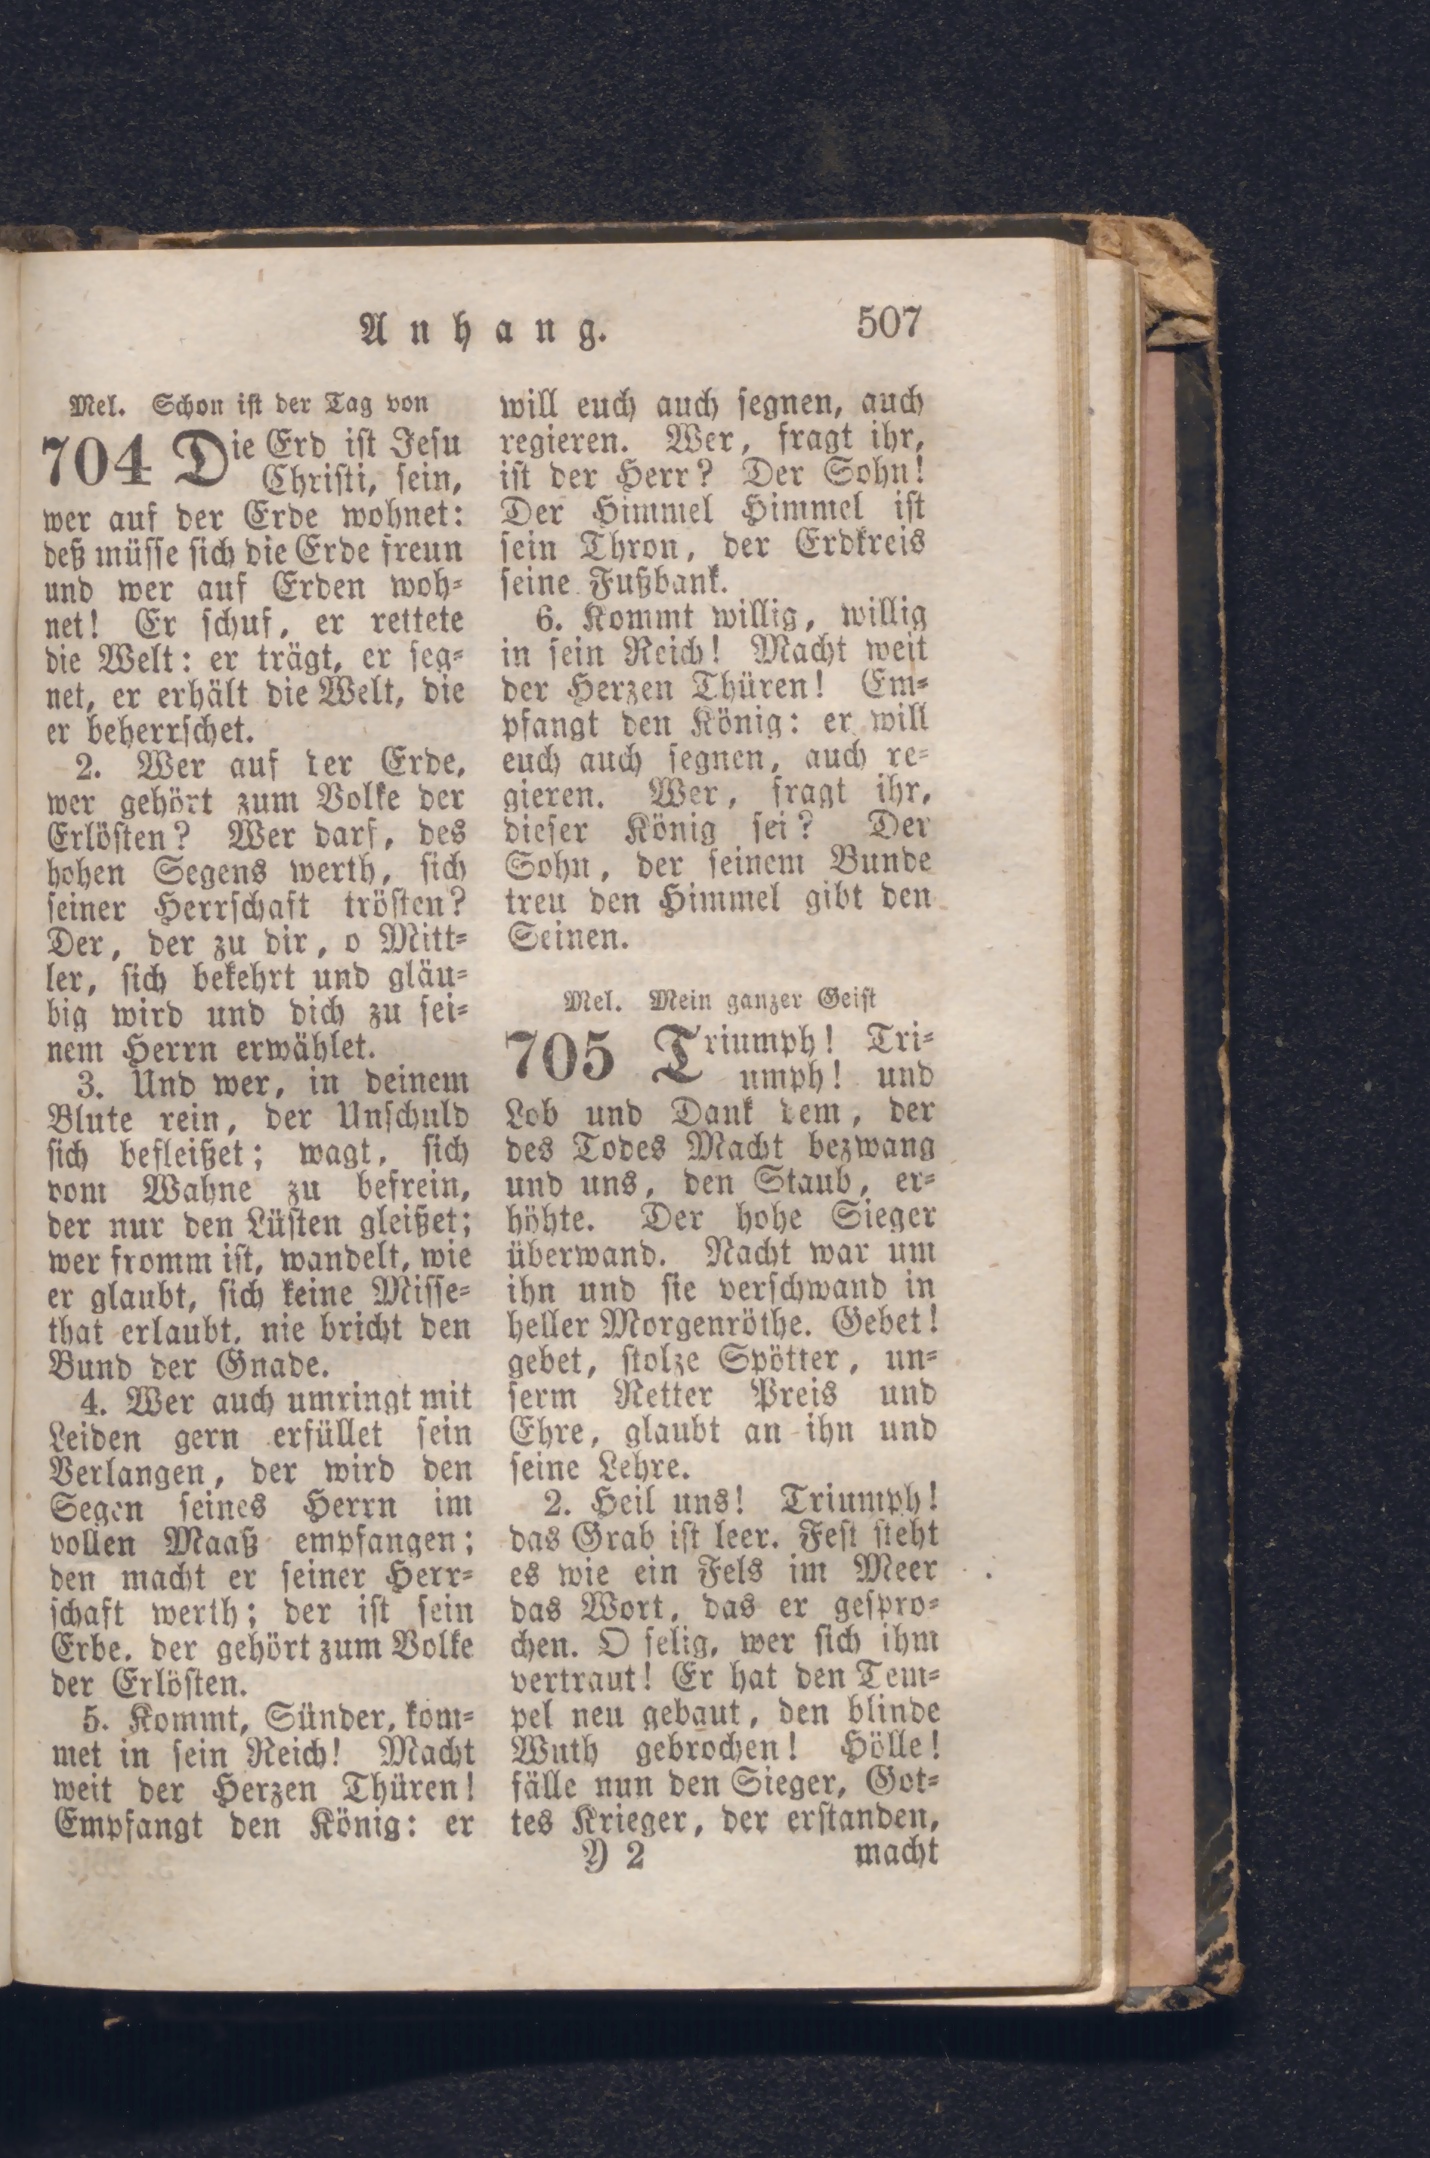 Anhang.
507
Mel. Schon ist der Tag von
704 Die Erd ist Jesu
Christi, sein,
wer auf der Erde wohnet:
deß müsse sich die Erde freun
und wer auf Erden woh-
net! Er schuf, er rettete
die Welt: er trägt, er seg-
net, er erhält die Welt, die
er beherrschet.
2. Wer auf der Erde,
wer gehört zum Volke der
Erlösten? Wer darf, des
hohen Segens werth, sich
seiner Herrschaft trösten?
Der, der zu dir, o Mitt-
ler, sich bekehrt und gläu-
big wird und dich zu sei-
nem Herrn erwählet.
3. Und wer, in deinem
Blute rein, der Unschuld
sich befleißet; wagt, sich
vom Wahne zu befrein,
der nur den Lüsten gleißet;
wer fromm ist, wandelt, wie
er glaubt, sich keine Misse-
that erlaubt, nie bricht den
Bund der Gnade.
4. Wer auch umringt mit
Leiden gern erfüllet sein
Verlangen, der wird den
Segen seines Herrn im
vollen Maaß empfangen;
den macht er seiner Herr-
schaft werth; der ist sein
Erbe, der gehört zum Volke
der Erlösten.
5. Kommt, Sünder, kom-
met in sein Reich! Macht
weit der Herzen Thüren!
Empfangt den König: er
will euch auch segnen, auch
regieren. Wer, fragt ihr,
ist der Herr? Der Sohn!
Der Himmel Himmel ist
sein Thron, der Erdkreis
seine Fußbank.
6. Kommt willig, willig
in sein Reich! Macht weit
der Herzen Thüren! Em-
pfangt den König: er will
euch auch segnen, auch re-
gieren. Wer, fragt ihr,
dieser König sei? Der
Sohn, der seinem Bunde
treu den Himmel gibt den
Seinen.
Mel. Mein ganzer Geist
705 Triumph! Tri-
umph! und
Lob und Dank dem, der
des Todes Macht bezwang
und uns, den Staub, er-
höhte. Der hohe Sieger
überwand. Nacht war um
ihn und sie verschwand in
heller Morgenröthe. Gebet!
gebet, stolze Spötter, un-
serm Retter Preis und
Ehre, glaubt an ihn und
seine Lehre.
2. Heil uns! Triumph!
das Grab ist leer. Fest steht
es wie ein Fels im Meer
das Wort, das er gespro-
chen. O selig, wer sich ihm
vertraut! Er hat den Tem-
pel neu gebaut, den blinde
Wuth gebrochen! Hölle!
fälle nun den Sieger, Got-
tes Krieger, der erstanden,
Y 2
macht